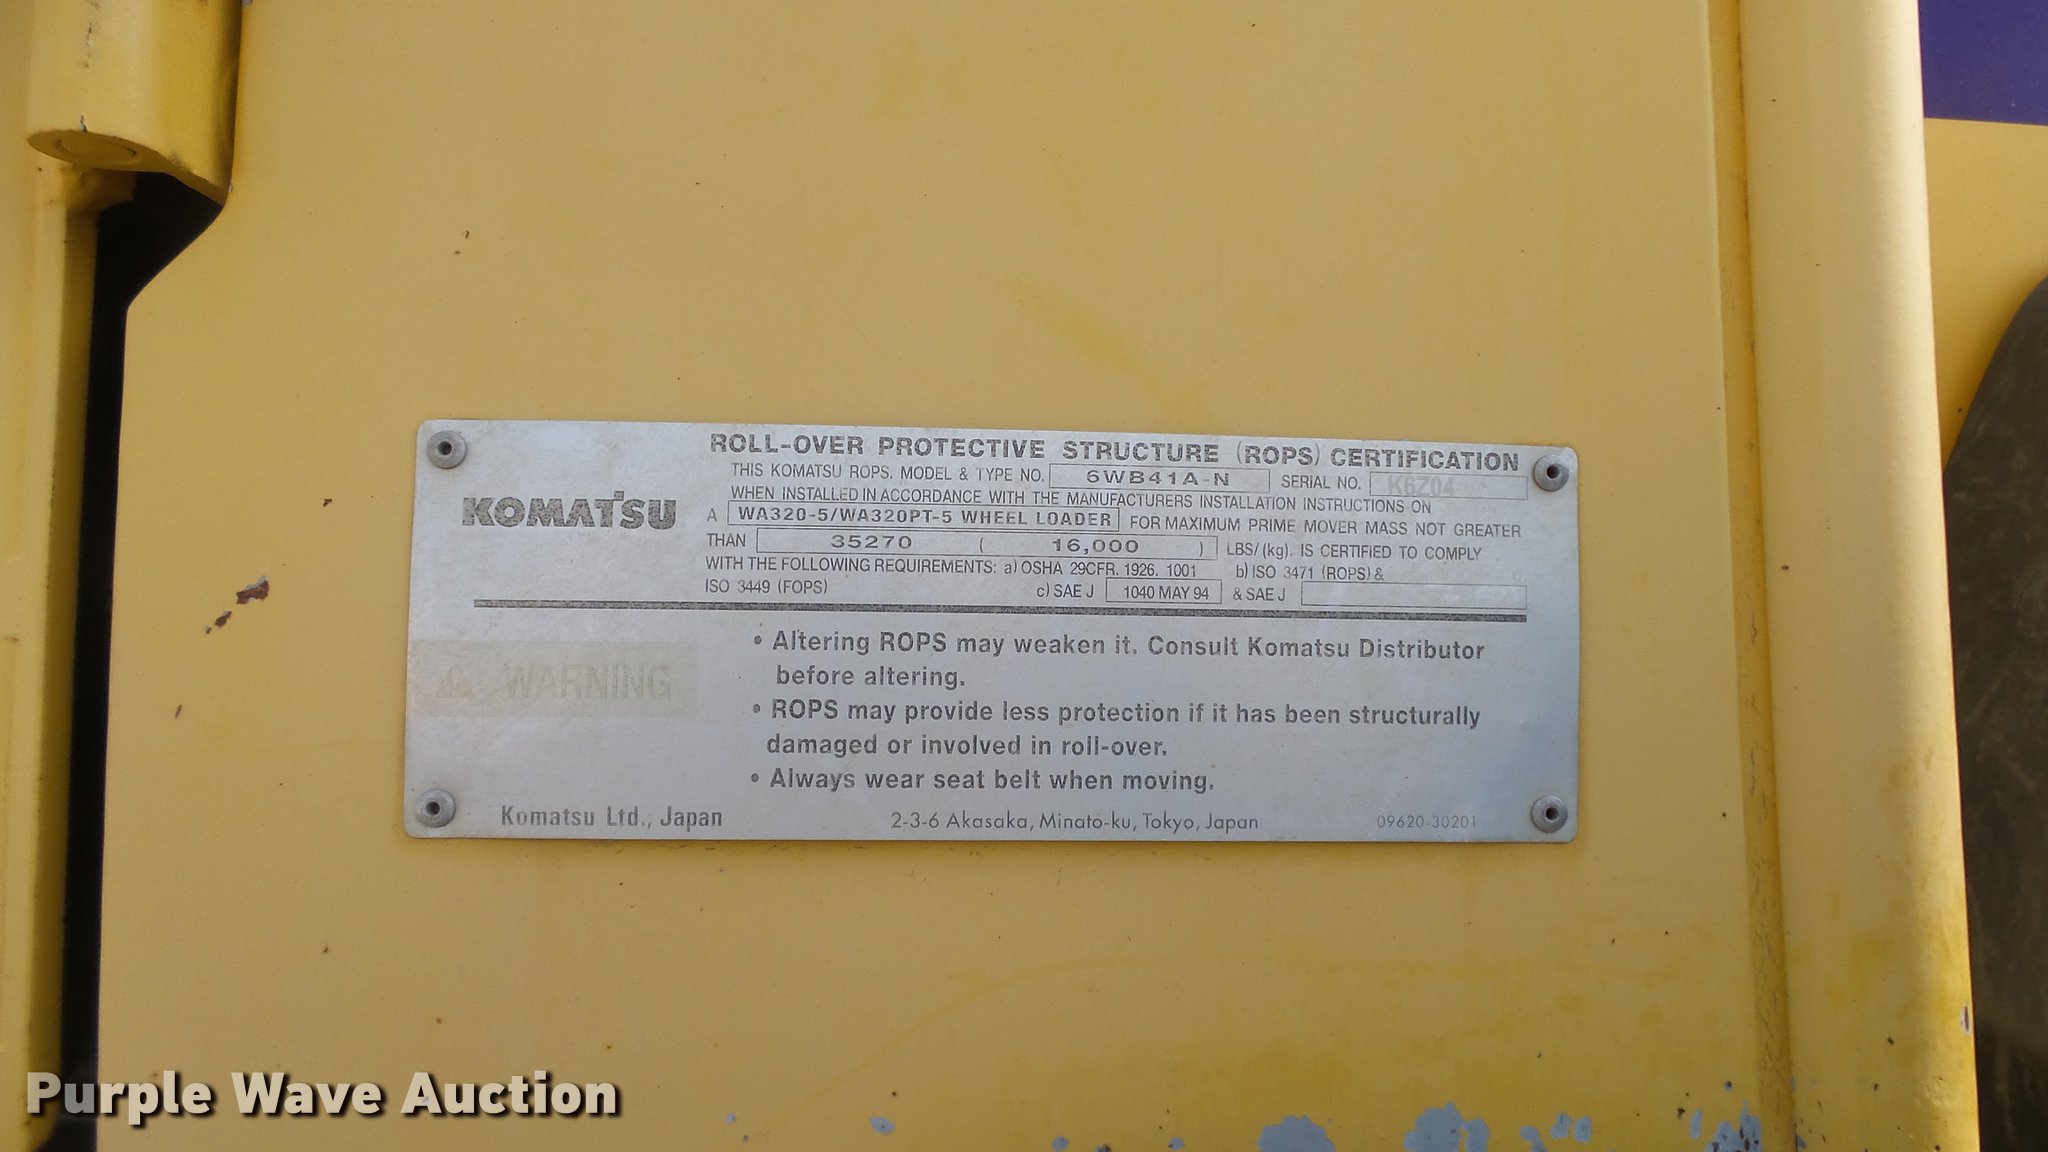 ROLL-OVER PROTECTIVE STRUCTURE (ROPS) CERTIFICATION
THIS KOMATSU ROPS. MODEL & TYPE NO. 6WB41A-N SERIAL NO. K6Z04
WHEN INSTALLED IN ACCORDANCE WITH THE MANUFACTURERS INSTALLATION INSTRUCTIONS ON
KOMATSU
A WA320-5/WA320PT-5 WHEEL LOADER FOR MAXIMUM PRIME MOVER MASS NOT GREATER
THAN 35270 ( 16,000 ) LBS/(kg). IS CERTIFIED TO COMPLY
WITH THE FOLLOWING REQUIREMENTS: a) OSHA 29CFR. 1926. 1001 b) ISO 3471 (ROPS) &
ISO 3449 (FOPS) c) SAE J 1040 MAY 94 & SAE J
WARNING
• Altering ROPS may weaken it. Consult Komatsu Distributor
before altering.
• ROPS may provide less protection if it has been structurally
damaged or involved in roll-over.
• Always wear seat belt when moving.
Komatsu Ltd., Japan 2-3-6 Akasaka, Minato-ku, Tokyo, Japan 09620-30201
Purple Wave Auction